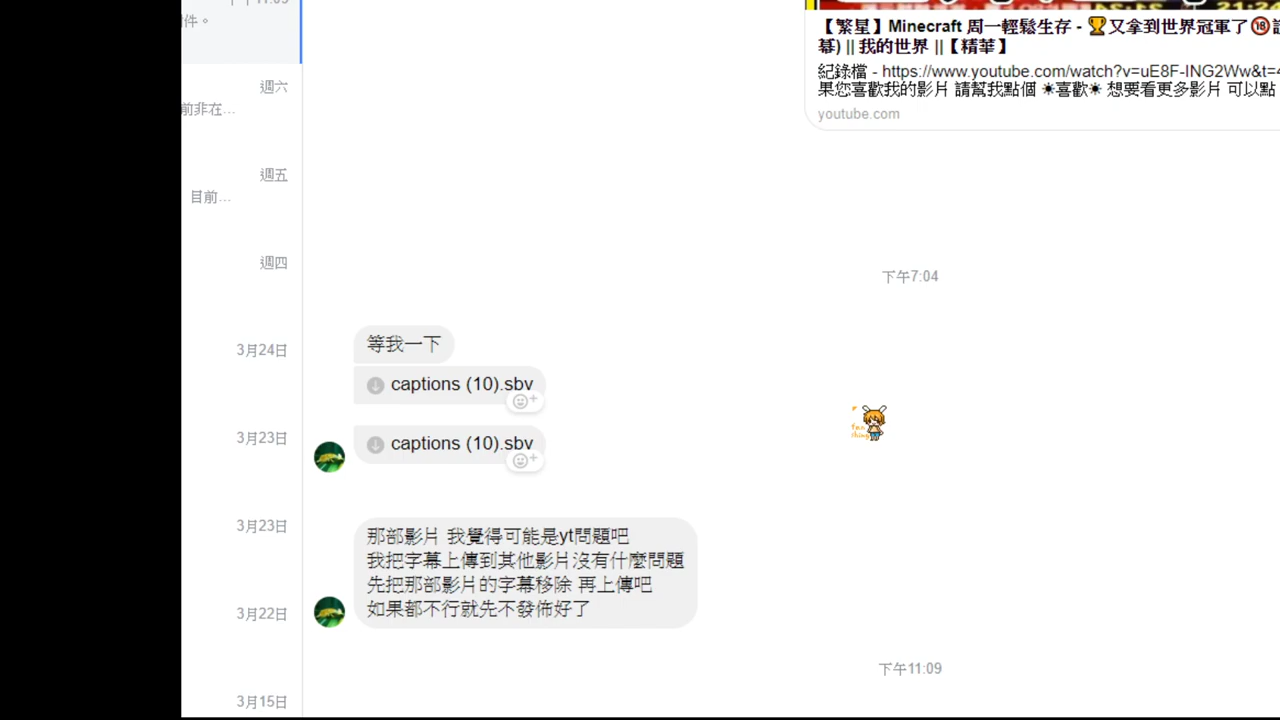 件。
週六
前非在...
週五
目前...
週四
3月24日
3月23日
3月23日
3月22日
3月15日
【繁星】Minecraft 周一輕鬆生存 - 🏆又拿到世界冠軍了🔞
幕) || 我的世界 ||【精華】
紀錄檔 - https://www.youtube.com/watch?v=uE8F-ING2Ww&t=4
果您喜歡我的影片 請幫我點個 ☀喜歡☀ 想要看更多影片 可以點
youtube.com
下午7:04
等我一下
captions (10).sbv
captions (10).sbv
fan
thing
那部影片 我覺得可能是yt問題吧
我把字幕上傳到其他影片沒有什麼問題
先把那部影片的字幕移除 再上傳吧
如果都不行就先不發佈好了
下午11:09